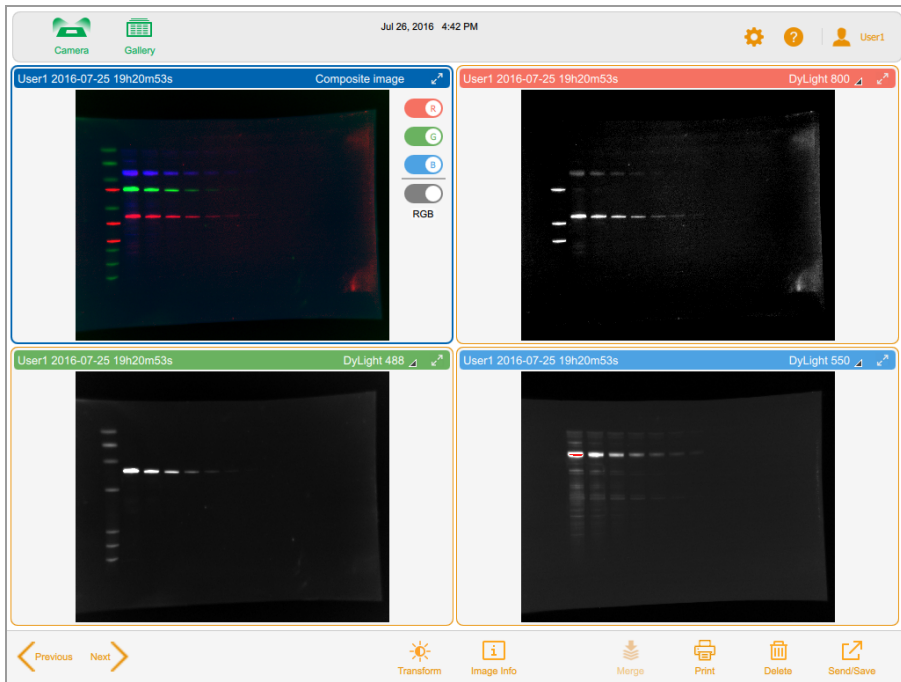 Jul 26, 2016 4:42 PM
Camera
Gallery
?
User1
User1 2016-07-25 19h20m53s
Composite image
R
G
B
RGB
User1 2016-07-25 19h20m53s
DyLight 800
User1 2016-07-25 19h20m53s
DyLight 488
User1 2016-07-25 19h20m53s
DyLight 550
Previous
Next
Transform
i
Image Info
Merge
Print
Delete
Send/Save